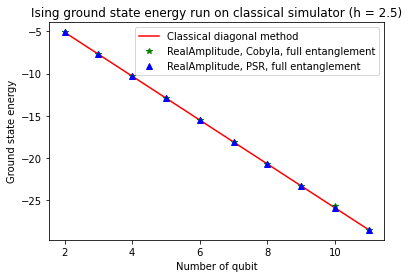 Ising ground state energy run on classical simulator (h = 2.5)
Classical diagonal method
RealAmplitude, Cobyla, full entanglement
RealAmplitude, PSR, full entanglement
Ground state energy
−5
−10
−15
−20
−25
2
4
6
8
10
Number of qubit